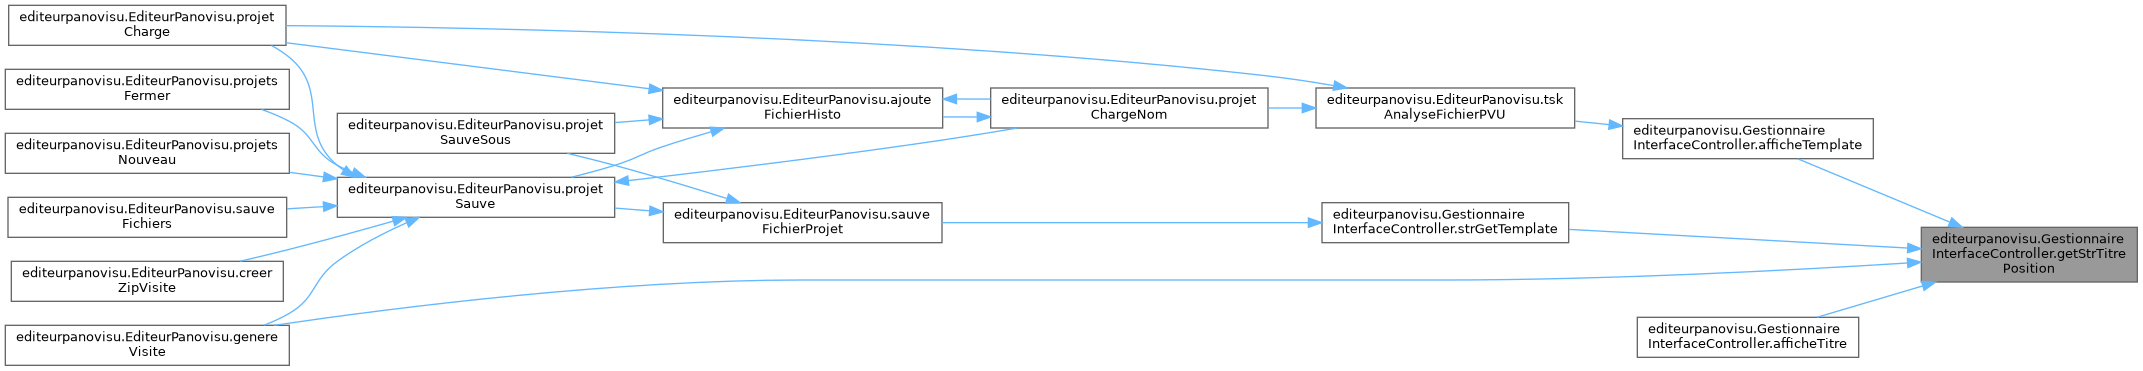 editeurpanovisu.EditeurPanovisu.projet
Charge
editeurpanovisu.EditeurPanovisu.projets
Fermer
editeurpanovisu.EditeurPanovisu.projets
Nouveau
editeurpanovisu.EditeurPanovisu.sauve
Fichiers
editeurpanovisu.EditeurPanovisu.creer
ZipVisite
editeurpanovisu.EditeurPanovisu.genere
Visite
editeurpanovisu.EditeurPanovisu.projet
SauveSous
editeurpanovisu.EditeurPanovisu.projet
Sauve
editeurpanovisu.EditeurPanovisu.ajoute
FichierHisto
editeurpanovisu.EditeurPanovisu.sauve
FichierProjet
editeurpanovisu.EditeurPanovisu.projet
ChargeNom
editeurpanovisu.EditeurPanovisu.tsk
AnalyseFichierPVU
editeurpanovisu.Gestionnaire
InterfaceController.strGetTemplate
editeurpanovisu.Gestionnaire
InterfaceController.afficheTemplate
editeurpanovisu.Gestionnaire
InterfaceController.afficheTitre
editeurpanovisu.Gestionnaire
InterfaceController.getStrTitre
Position